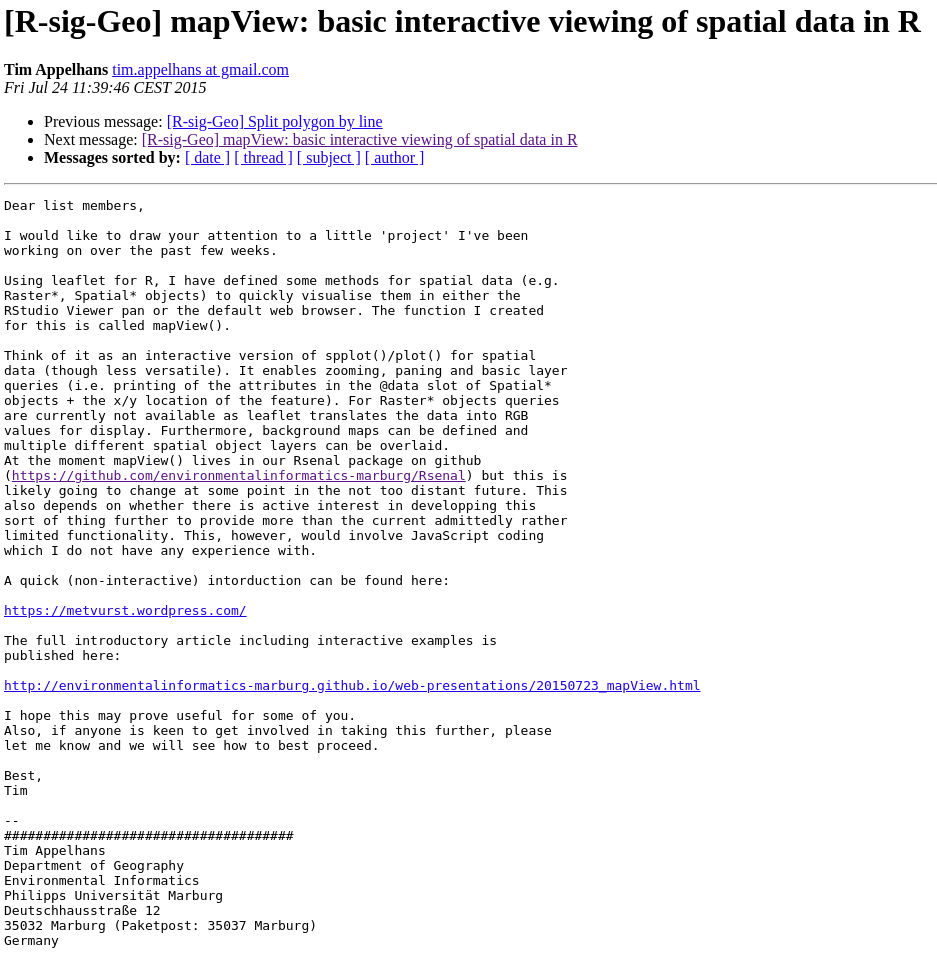 [R-sig-Geo] mapView: basic interactive viewing of spatial data in R
Tim Appelhans tim.appelhans at gmail.com
Fri Jul 24 11:39:46 CEST 2015
Previous message: [R-sig-Geo] Split polygon by line
Next message: [R-sig-Geo] mapView: basic interactive viewing of spatial data in R
Messages sorted by: [ date ] [ thread ] [ subject ] [ author ]
Dear list members,
I would like to draw your attention to a little 'project' I've been
working on over the past few weeks.
Using leaflet for R, I have defined some methods for spatial data (e.g.
Raster*, Spatial* objects) to quickly visualise them in either the
RStudio Viewer pan or the default web browser. The function I created
for this is called mapView().
Think of it as an interactive version of spplot()/plot() for spatial
data (though less versatile). It enables zooming, paning and basic layer
queries (i.e. printing of the attributes in the @data slot of Spatial*
objects + the x/y location of the feature). For Raster* objects queries
are currently not available as leaflet translates the data into RGB
values for display. Furthermore, background maps can be defined and
multiple different spatial object layers can be overlaid.
At the moment mapView() lives in our Rsenal package on github
(https://github.com/environmentalinformatics-marburg/Rsenal) but this is
likely going to change at some point in the not too distant future. This
also depends on whether there is active interest in developping this
sort of thing further to provide more than the current admittedly rather
limited functionality. This, however, would involve JavaScript coding
which I do not have any experience with.
A quick (non-interactive) intorduction can be found here:
https://metvurst.wordpress.com/
The full introductory article including interactive examples is
published here:
http://environmentalinformatics-marburg.github.io/web-presentations/20150723_mapView.html
I hope this may prove useful for some of you.
Also, if anyone is keen to get involved in taking this further, please
let me know and we will see how to best proceed.
Best,
Tim
--
#####################################
Tim Appelhans
Department of Geography
Environmental Informatics
Philipps Universität Marburg
Deutschhausstraße 12
35032 Marburg (Paketpost: 35037 Marburg)
Germany